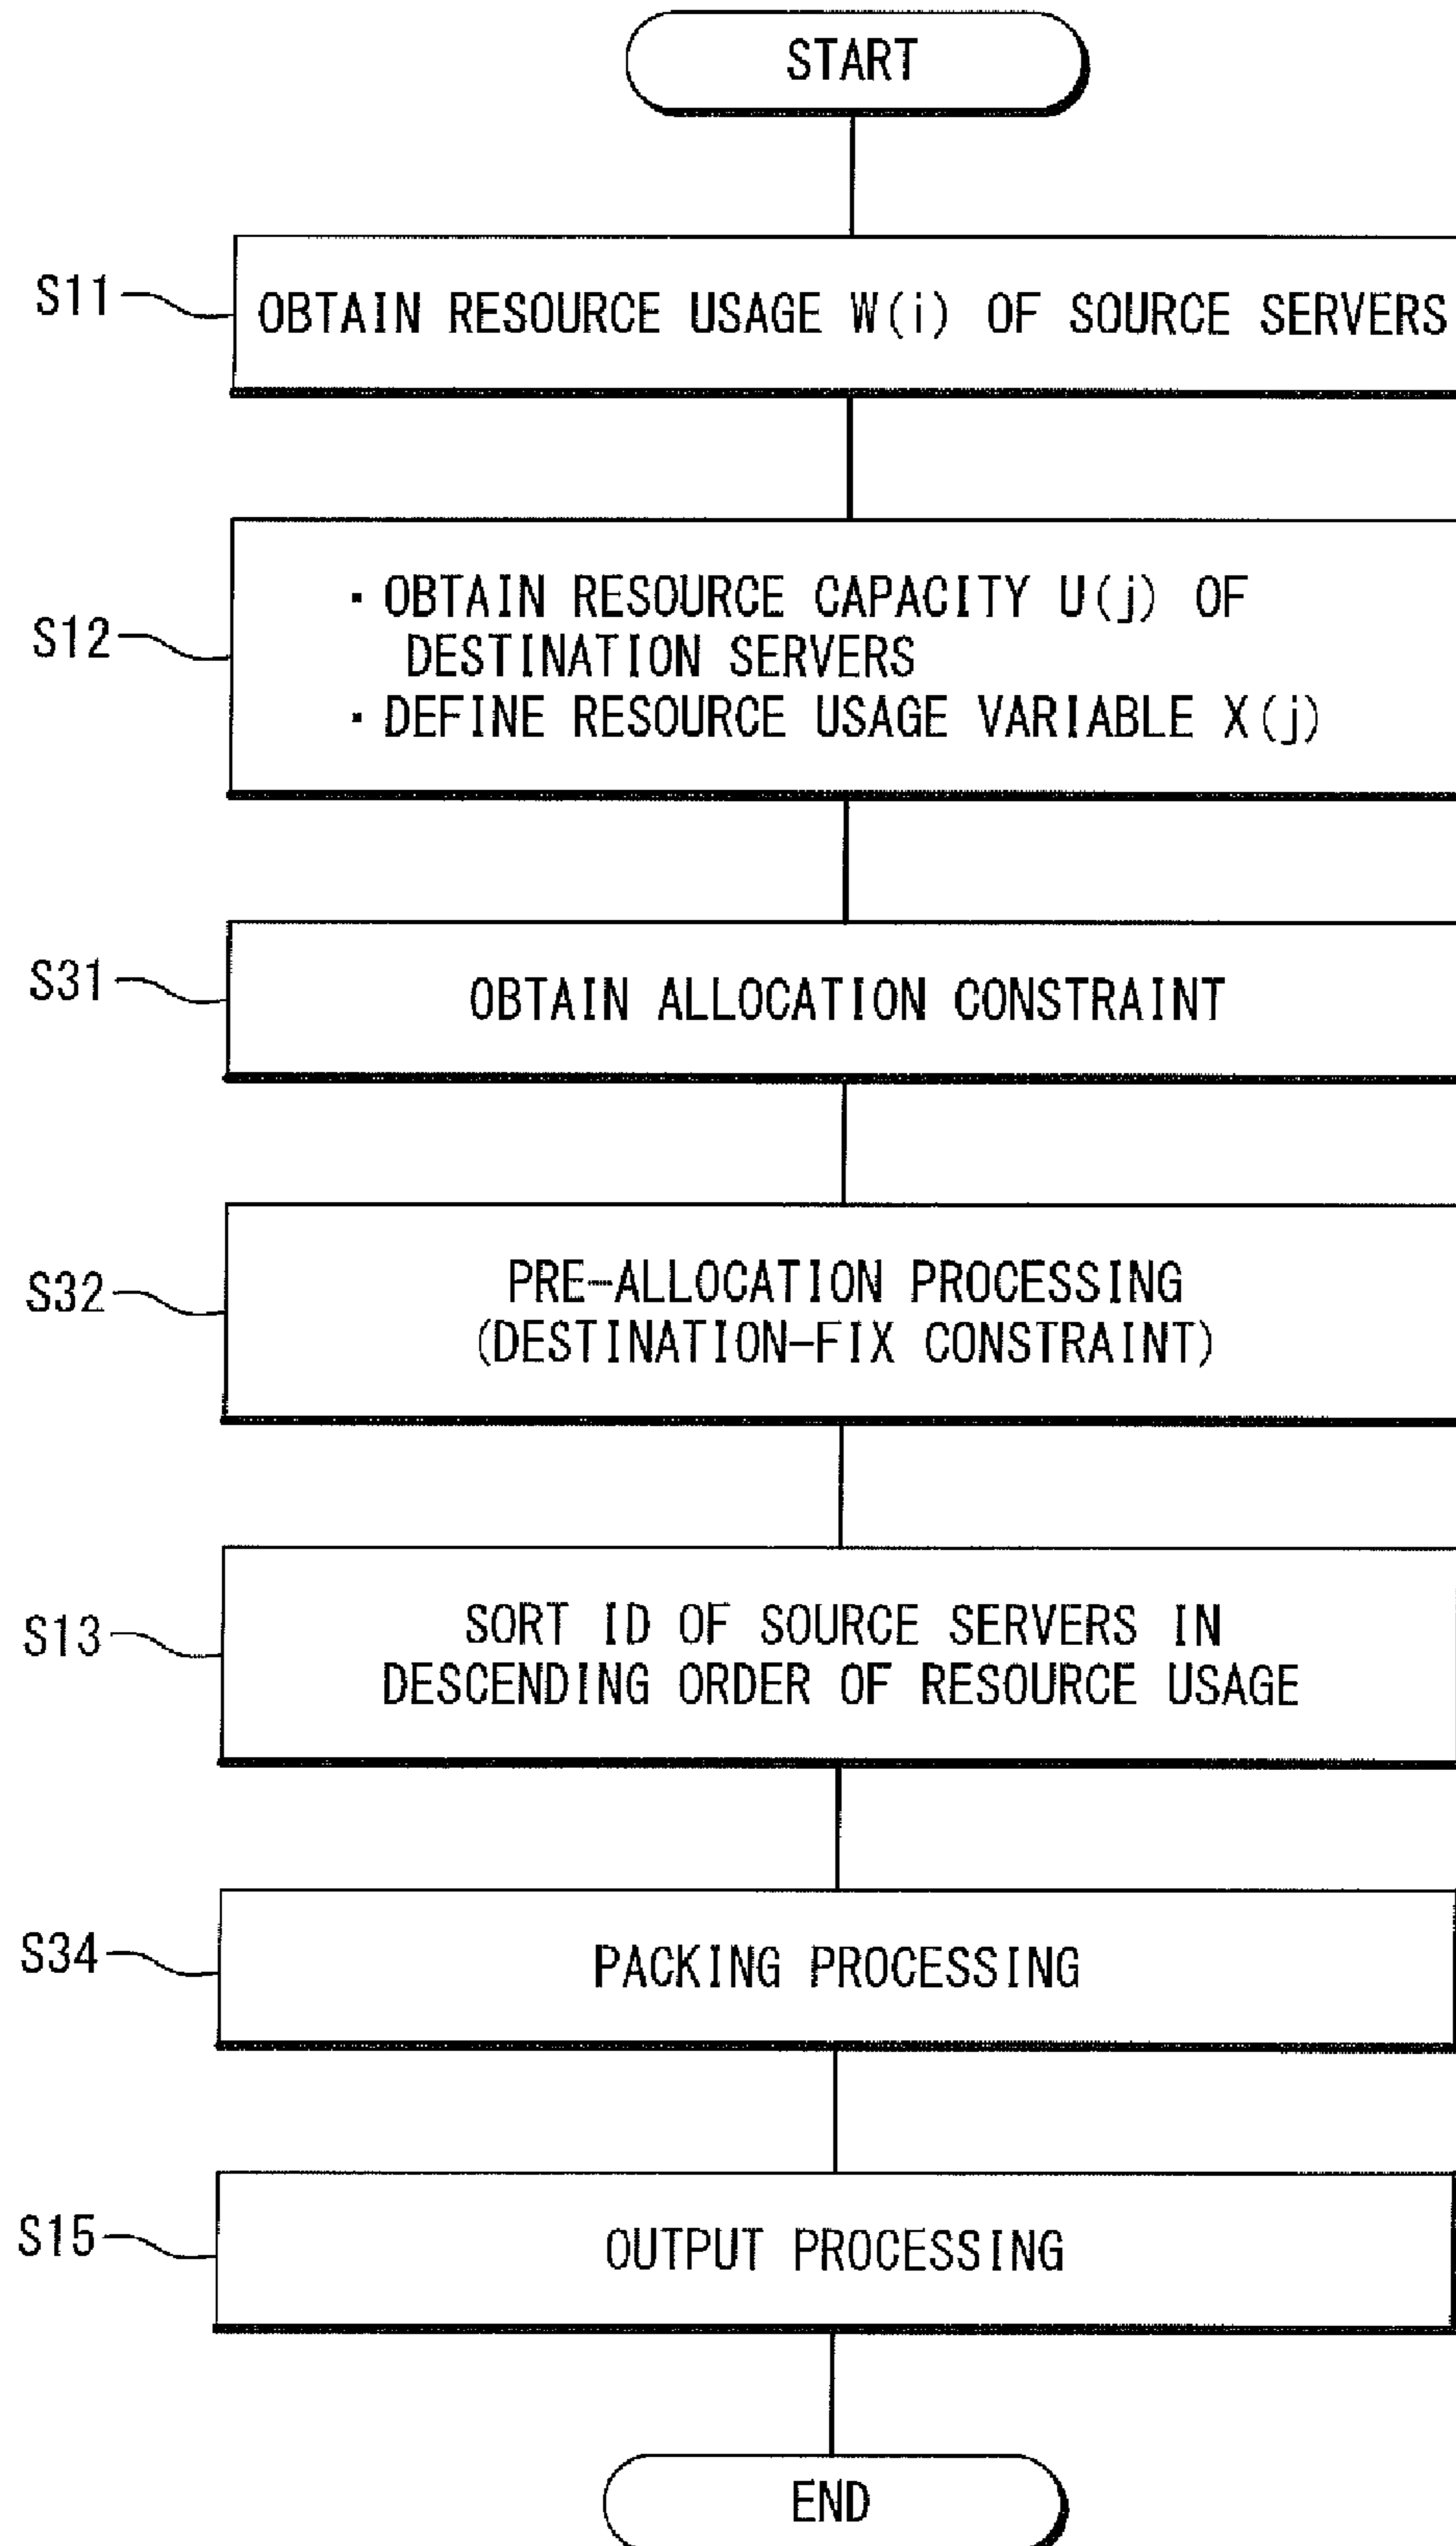 START
S11
OBTAIN RESOURCE USAGE W(i) OF SOURCE SERVERS
S12
・OBTAIN RESOURCE CAPACITY U(j) OF
DESTINATION SERVERS
・DEFINE RESOURCE USAGE VARIABLE X(j)
S31
OBTAIN ALLOCATION CONSTRAINT
S32
PRE-ALLOCATION PROCESSING
(DESTINATION-FIX CONSTRAINT)
S13
SORT ID OF SOURCE SERVERS IN
DESCENDING ORDER OF RESOURCE USAGE
S34
PACKING PROCESSING
S15
OUTPUT PROCESSING
END